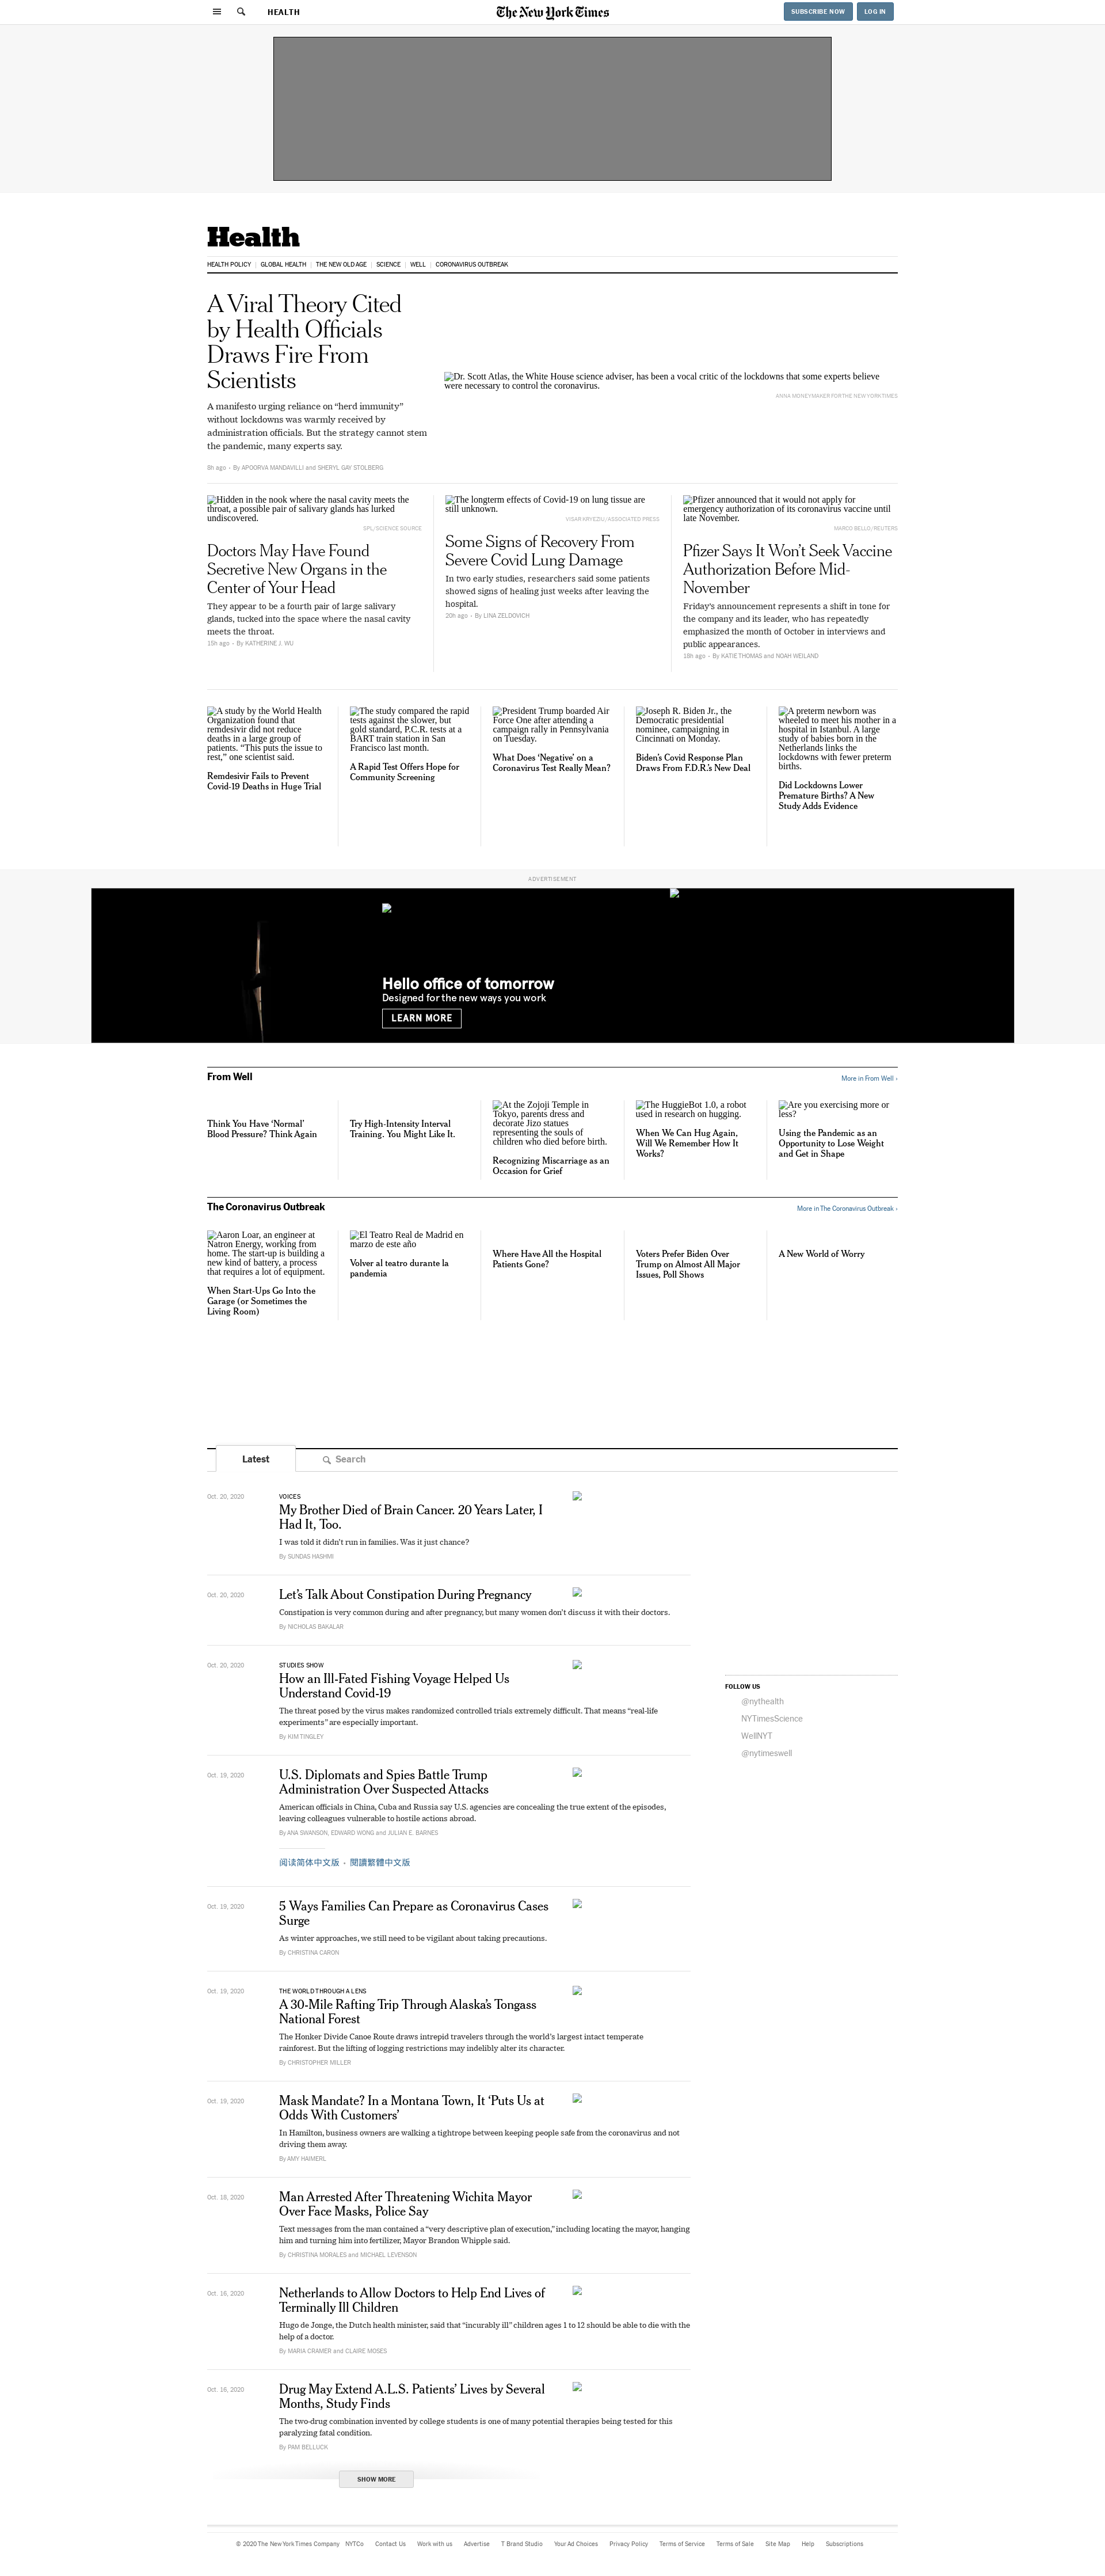 HEALTH
The New York Times
SUBSCRIBE NOW
LOG IN
Health
HEALTH POLICY
GLOBAL HEALTH
THE NEW OLD AGE
SCIENCE
WELL
CORONAVIRUS OUTBREAK
A Viral Theory Cited
by Health Officials
Draws Fire From
Scientists
A manifesto urging reliance on “herd immunity”
without lockdowns was warmly received by
administration officials. But the strategy cannot stem
the pandemic, many experts say.
8h ago • By APOORVA MANDAVILLI and SHERYL GAY STOLBERG
Dr. Scott Atlas, the White House science adviser, has been a vocal critic of the lockdowns that some experts believe
were necessary to control the coronavirus.
ANNA MONEYMAKER FOR THE NEW YORK TIMES
Hidden in the nook where the nasal cavity meets the
throat, a possible pair of salivary glands has lurked
undiscovered.
SPL/SCIENCE SOURCE
Doctors May Have Found
Secretive New Organs in the
Center of Your Head
They appear to be a fourth pair of large salivary
glands, tucked into the space where the nasal cavity
meets the throat.
15h ago • By KATHERINE J. WU
The longterm effects of Covid-19 on lung tissue are
still unknown.
VISAR KRYEZIU/ASSOCIATED PRESS
Some Signs of Recovery From
Severe Covid Lung Damage
In two early studies, researchers said some patients
showed signs of healing just weeks after leaving the
hospital.
20h ago • By LINA ZELDOVICH
Pfizer announced that it would not apply for
emergency authorization of its coronavirus vaccine until
late November.
MARCO BELLO/REUTERS
Pfizer Says It Won’t Seek Vaccine
Authorization Before Mid-
November
Friday’s announcement represents a shift in tone for
the company and its leader, who has repeatedly
emphasized the month of October in interviews and
public appearances.
18h ago • By KATIE THOMAS and NOAH WEILAND
A study by the World Health
Organization found that
remdesivir did not reduce
deaths in a large group of
patients. “This puts the issue to
rest,” one scientist said.
Remdesivir Fails to Prevent
Covid-19 Deaths in Huge Trial
The study compared the rapid
tests against the slower, but
gold standard, P.C.R. tests at a
BART train station in San
Francisco last month.
A Rapid Test Offers Hope for
Community Screening
President Trump boarded Air
Force One after attending a
campaign rally in Pennsylvania
on Tuesday.
What Does ‘Negative’ on a
Coronavirus Test Really Mean?
Joseph R. Biden Jr., the
Democratic presidential
nominee, campaigning in
Cincinnati on Monday.
Biden’s Covid Response Plan
Draws From F.D.R.’s New Deal
A preterm newborn was
wheeled to meet his mother in a
hospital in Istanbul. A large
study of babies born in the
Netherlands links the
lockdowns with fewer preterm
births.
Did Lockdowns Lower
Premature Births? A New
Study Adds Evidence
ADVERTISEMENT
Hello office of tomorrow
Designed for the new ways you work
LEARN MORE
From Well
More in From Well ›
Think You Have ‘Normal’
Blood Pressure? Think Again
Try High-Intensity Interval
Training. You Might Like It.
At the Zojoji Temple in
Tokyo, parents dress and
decorate Jizo statues
representing the souls of
children who died before birth.
Recognizing Miscarriage as an
Occasion for Grief
The HuggieBot 1.0, a robot
used in research on hugging.
When We Can Hug Again,
Will We Remember How It
Works?
Are you exercising more or
less?
Using the Pandemic as an
Opportunity to Lose Weight
and Get in Shape
The Coronavirus Outbreak
More in The Coronavirus Outbreak ›
Aaron Loar, an engineer at
Natron Energy, working from
home. The start-up is building a
new kind of battery, a process
that requires a lot of equipment.
When Start-Ups Go Into the
Garage (or Sometimes the
Living Room)
El Teatro Real de Madrid en
marzo de este año
Volver al teatro durante la
pandemia
Where Have All the Hospital
Patients Gone?
Voters Prefer Biden Over
Trump on Almost All Major
Issues, Poll Shows
A New World of Worry
Latest
Search
Oct. 20, 2020
VOICES
My Brother Died of Brain Cancer. 20 Years Later, I
Had It, Too.
I was told it didn’t run in families. Was it just chance?
By SUNDAS HASHMI
Oct. 20, 2020
Let’s Talk About Constipation During Pregnancy
Constipation is very common during and after pregnancy, but many women don’t discuss it with their doctors.
By NICHOLAS BAKALAR
Oct. 20, 2020
STUDIES SHOW
How an Ill-Fated Fishing Voyage Helped Us
Understand Covid-19
The threat posed by the virus makes randomized controlled trials extremely difficult. That means “real-life
experiments” are especially important.
By KIM TINGLEY
FOLLOW US
@nythealth
NYTimesScience
WellNYT
@nytimeswell
Oct. 19, 2020
U.S. Diplomats and Spies Battle Trump
Administration Over Suspected Attacks
American officials in China, Cuba and Russia say U.S. agencies are concealing the true extent of the episodes,
leaving colleagues vulnerable to hostile actions abroad.
By ANA SWANSON, EDWARD WONG and JULIAN E. BARNES
阅读简体中文版 • 閱讀繁體中文版
Oct. 19, 2020
5 Ways Families Can Prepare as Coronavirus Cases
Surge
As winter approaches, we still need to be vigilant about taking precautions.
By CHRISTINA CARON
Oct. 19, 2020
THE WORLD THROUGH A LENS
A 30-Mile Rafting Trip Through Alaska’s Tongass
National Forest
The Honker Divide Canoe Route draws intrepid travelers through the world’s largest intact temperate
rainforest. But the lifting of logging restrictions may indelibly alter its character.
By CHRISTOPHER MILLER
Oct. 19, 2020
Mask Mandate? In a Montana Town, It ‘Puts Us at
Odds With Customers’
In Hamilton, business owners are walking a tightrope between keeping people safe from the coronavirus and not
driving them away.
By AMY HAIMERL
Oct. 18, 2020
Man Arrested After Threatening Wichita Mayor
Over Face Masks, Police Say
Text messages from the man contained a “very descriptive plan of execution,” including locating the mayor, hanging
him and turning him into fertilizer, Mayor Brandon Whipple said.
By CHRISTINA MORALES and MICHAEL LEVENSON
Oct. 16, 2020
Netherlands to Allow Doctors to Help End Lives of
Terminally Ill Children
Hugo de Jonge, the Dutch health minister, said that “incurably ill” children ages 1 to 12 should be able to die with the
help of a doctor.
By MARIA CRAMER and CLAIRE MOSES
Oct. 16, 2020
Drug May Extend A.L.S. Patients’ Lives by Several
Months, Study Finds
The two-drug combination invented by college students is one of many potential therapies being tested for this
paralyzing fatal condition.
By PAM BELLUCK
SHOW MORE
© 2020 The New York Times Company
NYTCo
Contact Us
Work with us
Advertise
T Brand Studio
Your Ad Choices
Privacy Policy
Terms of Service
Terms of Sale
Site Map
Help
Subscriptions